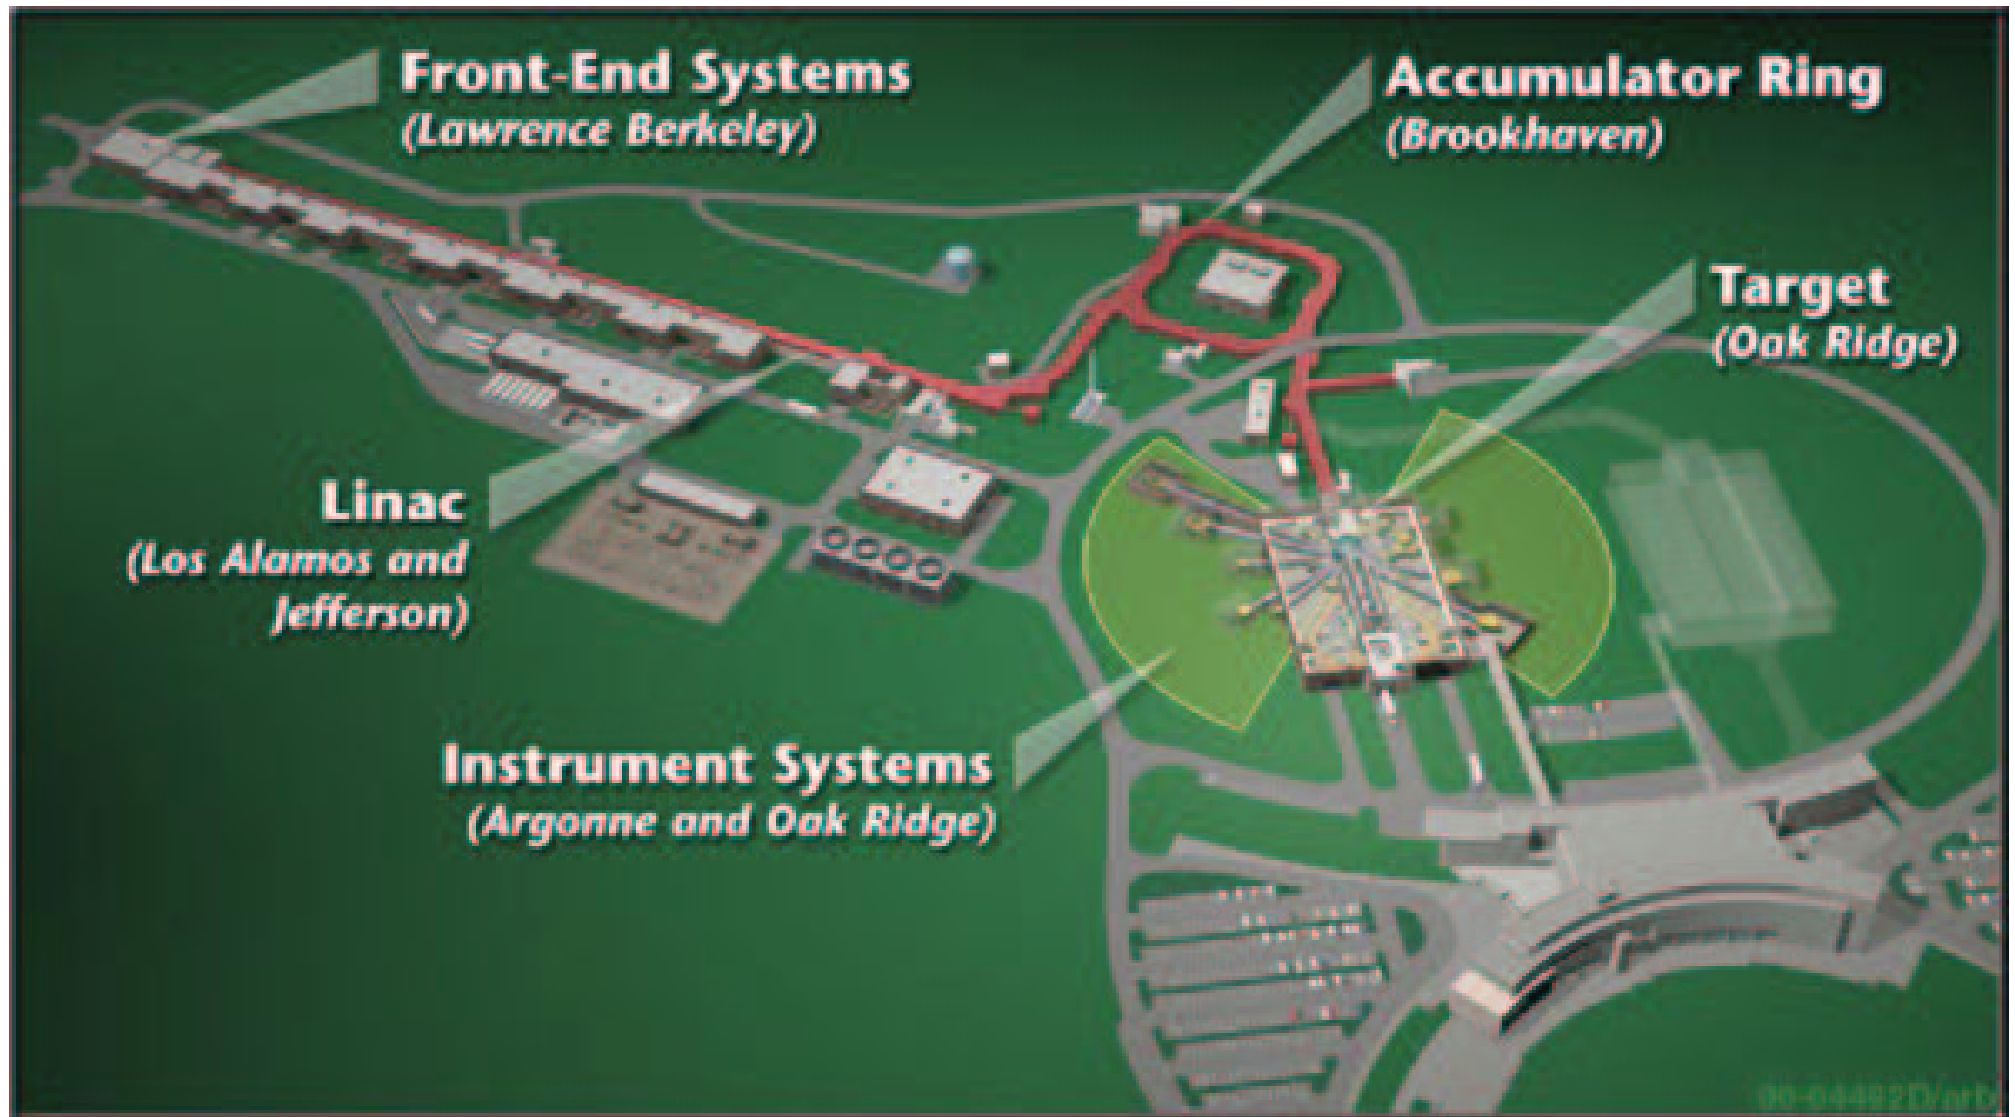 Front-End Systems
(Lawrence Berkeley)
Accumulator Ring
(Brookhaven)
Target
(Oak Ridge)
Linac
(Los Alamos and
Jefferson)
Instrument Systems
(Argonne and Oak Ridge)